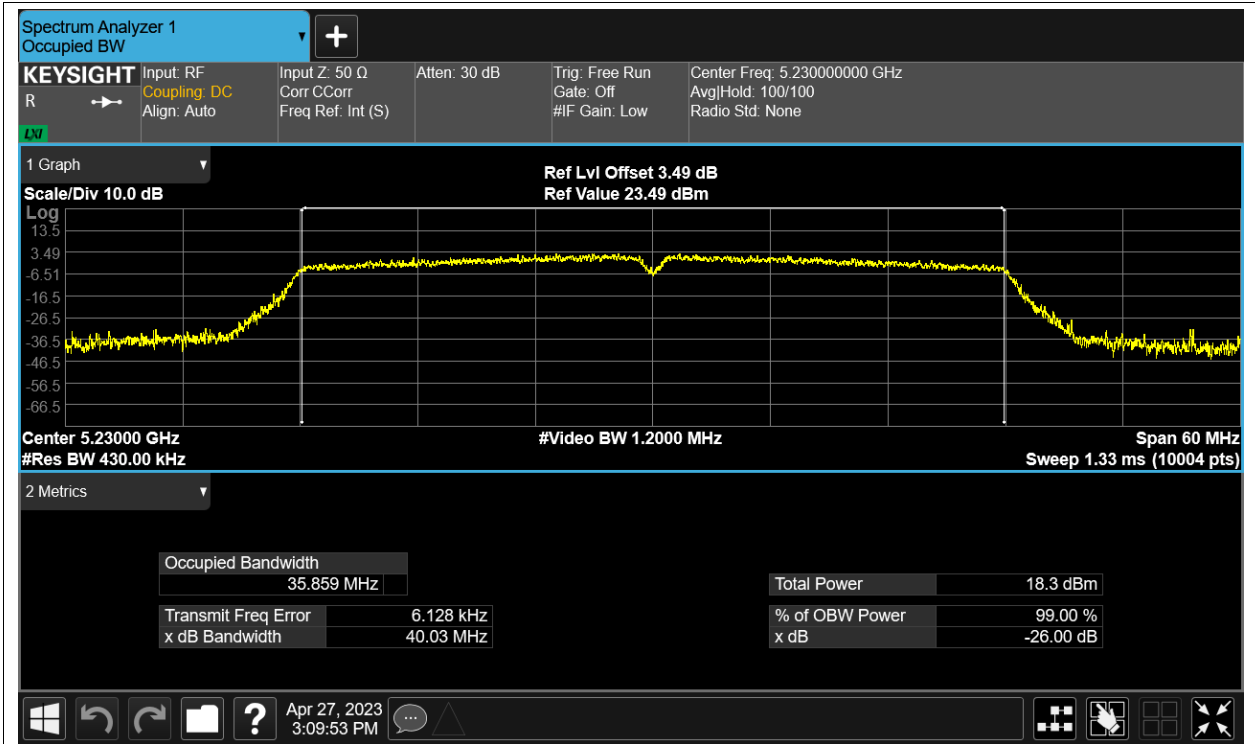 Spectrum Analyzer 1
Occupied BW
+
KEYSIGHT
R
LXI
Input: RF
Coupling: DC
Align: Auto
Input Z: 50 Ω
Corr CCorr
Freq Ref: Int (S)
Atten: 30 dB
Trig: Free Run
Gate: Off
#IF Gain: Low
Center Freq: 5.230000000 GHz
Avg|Hold: 100/100
Radio Std: None
1 Graph
Scale/Div 10.0 dB
Ref Lvl Offset 3.49 dB
Ref Value 23.49 dBm
Log
13.5
3.49
-6.51
-16.5
-26.5
-36.5
-46.5
-56.5
-66.5
Center 5.23000 GHz
#Video BW 1.2000 MHz
Span 60 MHz
#Res BW 430.00 kHz
Sweep 1.33 ms (10004 pts)
2 Metrics
Occupied Bandwidth
35.859 MHz
Total Power 18.3 dBm
Transmit Freq Error 6.128 kHz
% of OBW Power 99.00 %
x dB Bandwidth 40.03 MHz
x dB -26.00 dB
?
Apr 27, 2023
3:09:53 PM